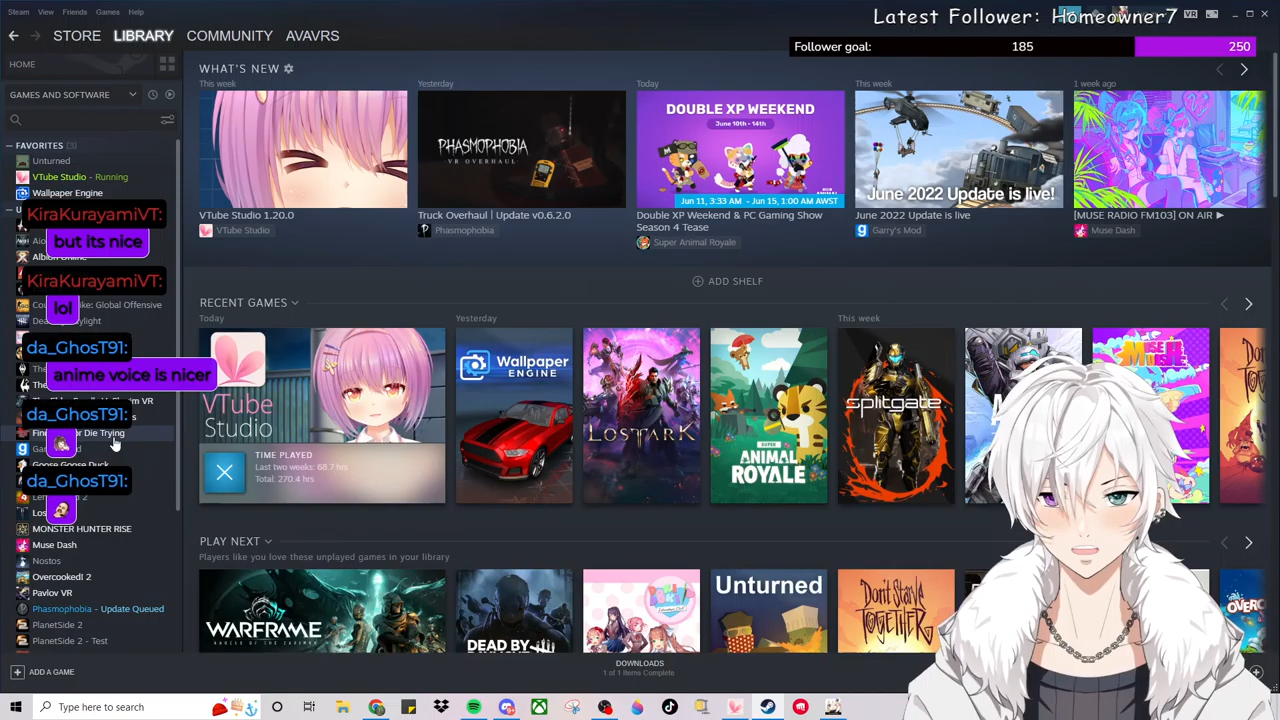 Steam View Friends Games Help
Latest Follower: Homeowner7
VR
STORE LIBRARY COMMUNITY AVAVRS
Follower goal: 185 250
HOME
GAMES AND SOFTWARE
WHAT'S NEW
This week
Yesterday
Today
This week
1 week ago
PHASMOPHOBIA
VR OVERHAUL
DOUBLE XP WEEKEND
June 10th - 14th
Jun 11, 3:33 AM - Jun 15, 1:00 AM AWST
June 2022 Update is live!
VTube Studio 1.20.0
VTube Studio
Truck Overhaul | Update v0.6.2.0
Phasmophobia
Double XP Weekend & PC Gaming Show
Season 4 Tease
Super Animal Royale
June 2022 Update is live
Garry's Mod
[MUSE RADIO FM103] ON AIR ▶
Muse Dash
FAVORITES (3)
Unturned
VTube Studio - Running
Wallpaper Engine
KiraKurayamiVT:
but its nice
KiraKurayamiVT:
lol
da_GhosT91:
anime voice is nicer
da_GhosT91:
da_GhosT91:
Strike: Global Offensive
or Die Trying
MONSTER HUNTER RISE
Muse Dash
Nostos
Overcooked! 2
Pavlov VR
Phasmophobia - Update Queued
PlanetSide 2
PlanetSide 2 - Test
ADD A GAME
ADD SHELF
RECENT GAMES
Today
Yesterday
This week
VTUBE
STUDIO
TIME PLAYED
Last two weeks: 68.7 hrs
Total: 270.4 hrs
Wallpaper
ENGINE
LOST ARK
SUPER
ANIMAL
ROYALE
SPLITGATE
PLAY NEXT
Players like you love these unplayed games in your library
WARFRAME
DEAD BY
Unturned
Don't Starve
TOGETHER
DOWNLOADS
1 of 1 Items Complete
Type here to search